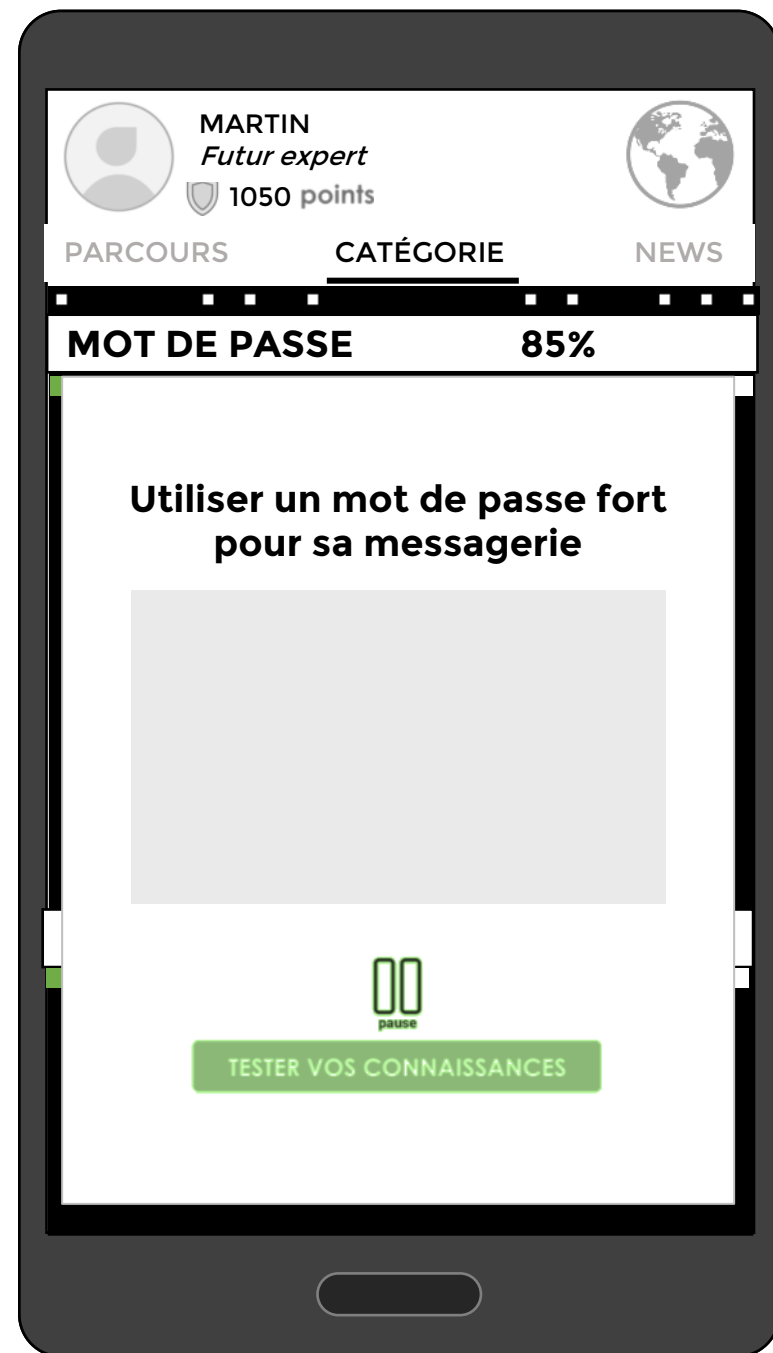 MARTIN
Futur expert
1050 points
PARCOURS CATÉGORIE NEWS
MOT DE PASSE 85%
Utiliser un mot de passe fort
pour sa messagerie
pause
TESTER VOS CONNAISSANCES